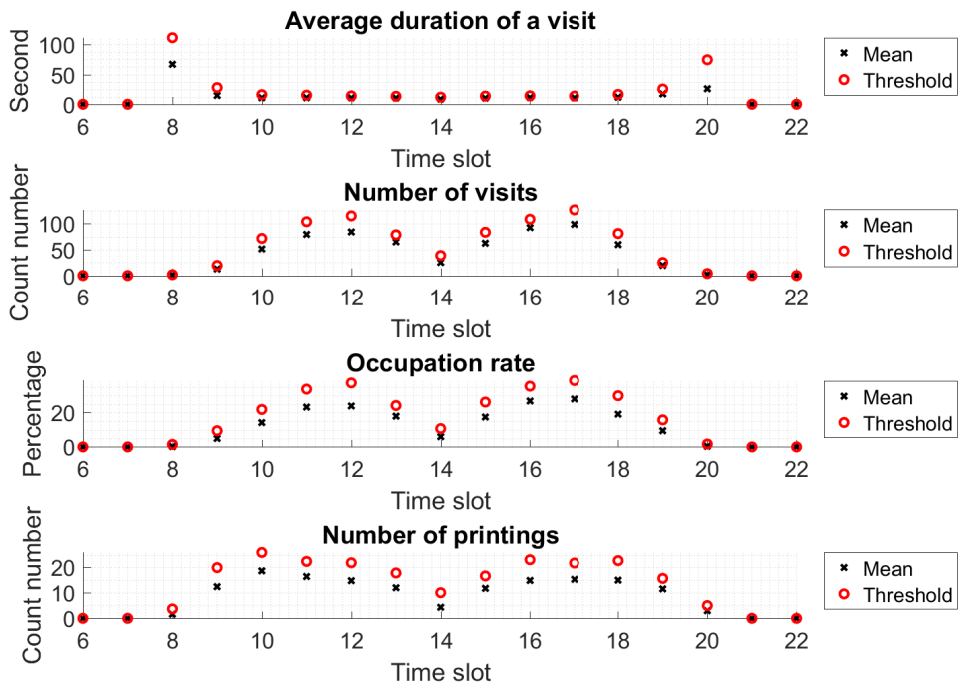 Average duration of a visit
Second
100
50
0
6 8 10 12 14 16 18 20 22
Time slot
Mean
Threshold
Number of visits
Count number
100
50
0
6 8 10 12 14 16 18 20 22
Time slot
Mean
Threshold
Occupation rate
Percentage
20
0
6 8 10 12 14 16 18 20 22
Time slot
Mean
Threshold
Number of printings
Count number
20
10
0
6 8 10 12 14 16 18 20 22
Time slot
Mean
Threshold